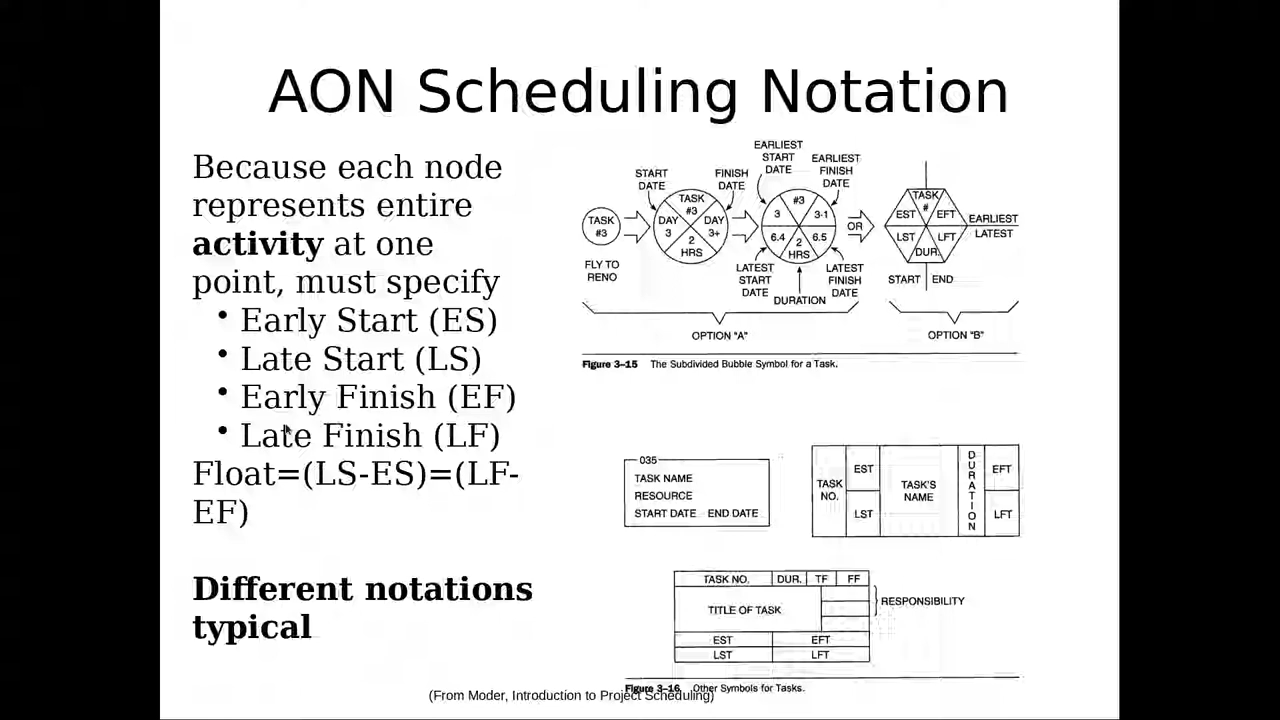 AON Scheduling Notation
Because each node
represents entire
activity at one
point, must specify
• Early Start (ES)
• Late Start (LS)
• Early Finish (EF)
• Late Finish (LF)
Float=(LS-ES)=(LF-
EF)
Different notations
typical
TASK
#3
FLY TO
RENO
START
DATE
FINISH
DATE
TASK
#3
DAY
3
DAY
3+
2
HRS
EARLIEST
START
DATE
EARLIEST
FINISH
DATE
#3
3
3·1
6.4
6.5
2
HRS
LATEST
START
DATE
LATEST
FINISH
DATE
DURATION
OR
TASK
#
EST
EFT
LST
LFT
DUR.
EARLIEST
LATEST
START
END
OPTION "A"
OPTION "B"
Figure 3–15 The Subdivided Bubble Symbol for a Task.
035
TASK NAME
RESOURCE
START DATE END DATE
TASK
NO.
EST
LST
TASK'S
NAME
DURATION
EFT
LFT
TASK NO. DUR. TF FF
TITLE OF TASK
RESPONSIBILITY
EST EFT
LST LFT
Figure 3–16 Other Symbols for Tasks.
(From Moder, Introduction to Project Scheduling)